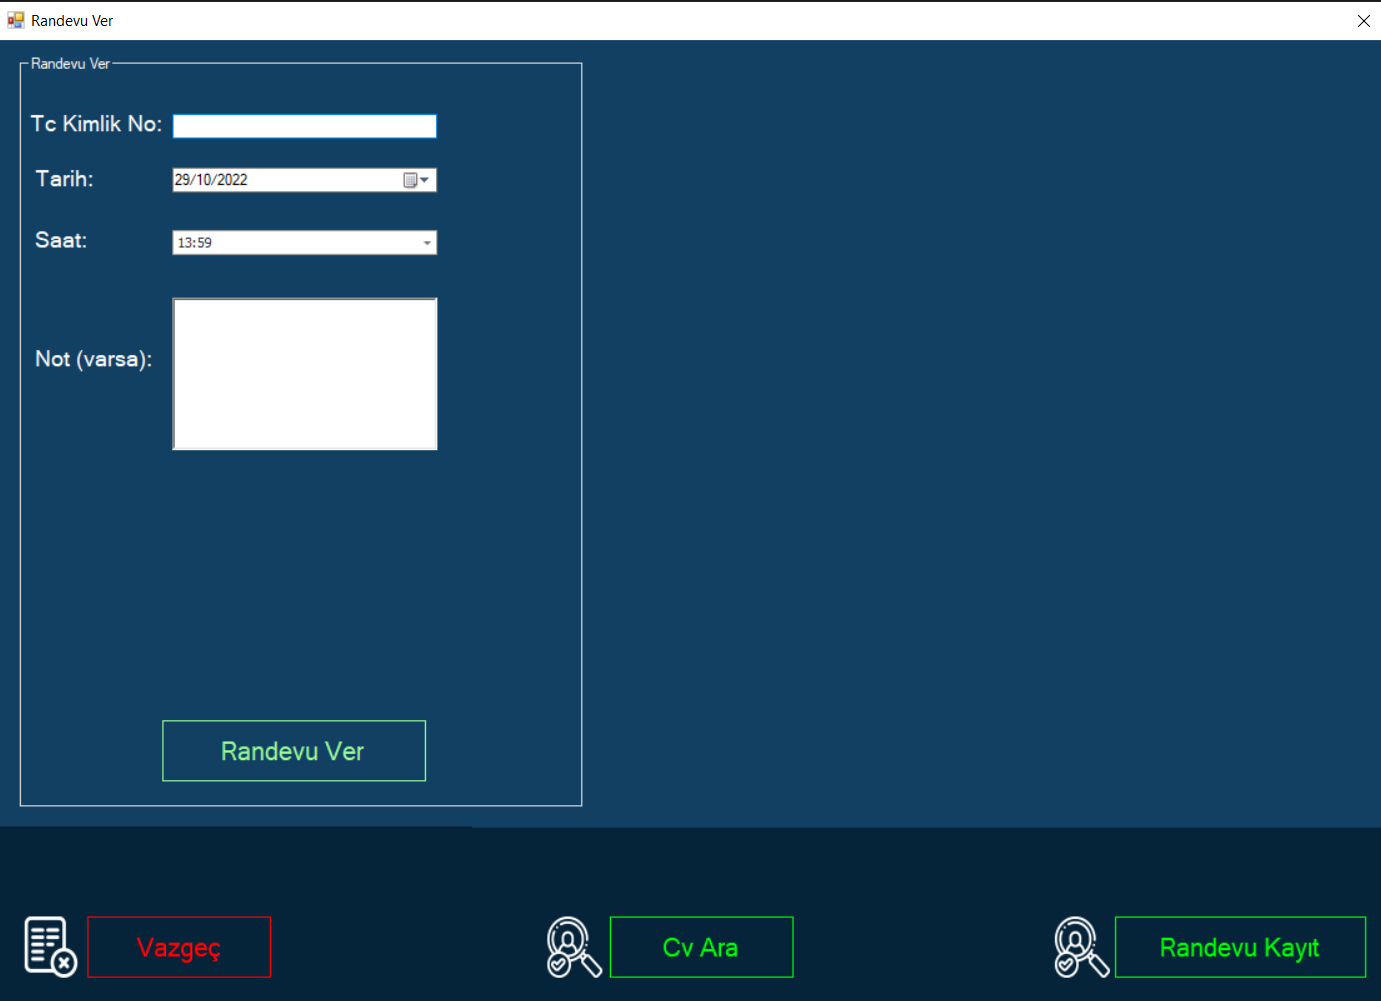 Randevu Ver
Randevu Ver
Tc Kimlik No:
Tarih: 29/10/2022
Saat: 13:59
Not (varsa):
Randevu Ver
Vazgeç Cv Ara Randevu Kayıt